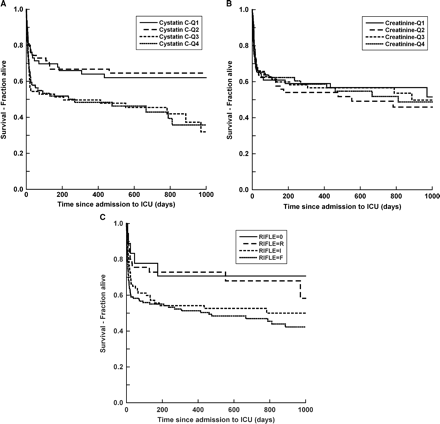 A
Cystatin C-Q1
Cystatin C-Q2
Cystatin C-Q3
Cystatin C-Q4
1.0
0.8
0.6
0.4
0.2
0.0
Survival - Fraction alive
0 200 400 600 800 1000
Time since admission to ICU (days)
B
Creatinine-Q1
Creatinine-Q2
Creatinine-Q3
Creatinine-Q4
1.0
0.8
0.6
0.4
0.2
0.0
Survival - Fraction alive
0 200 400 600 800 1000
Time since admission to ICU (days)
C
RIFLE=0
RIFLE=R
RIFLE=I
RIFLE=F
1.0
0.8
0.6
0.4
0.2
0.0
Survival - Fraction alive
0 200 400 600 800 1000
Time since admission to ICU (days)